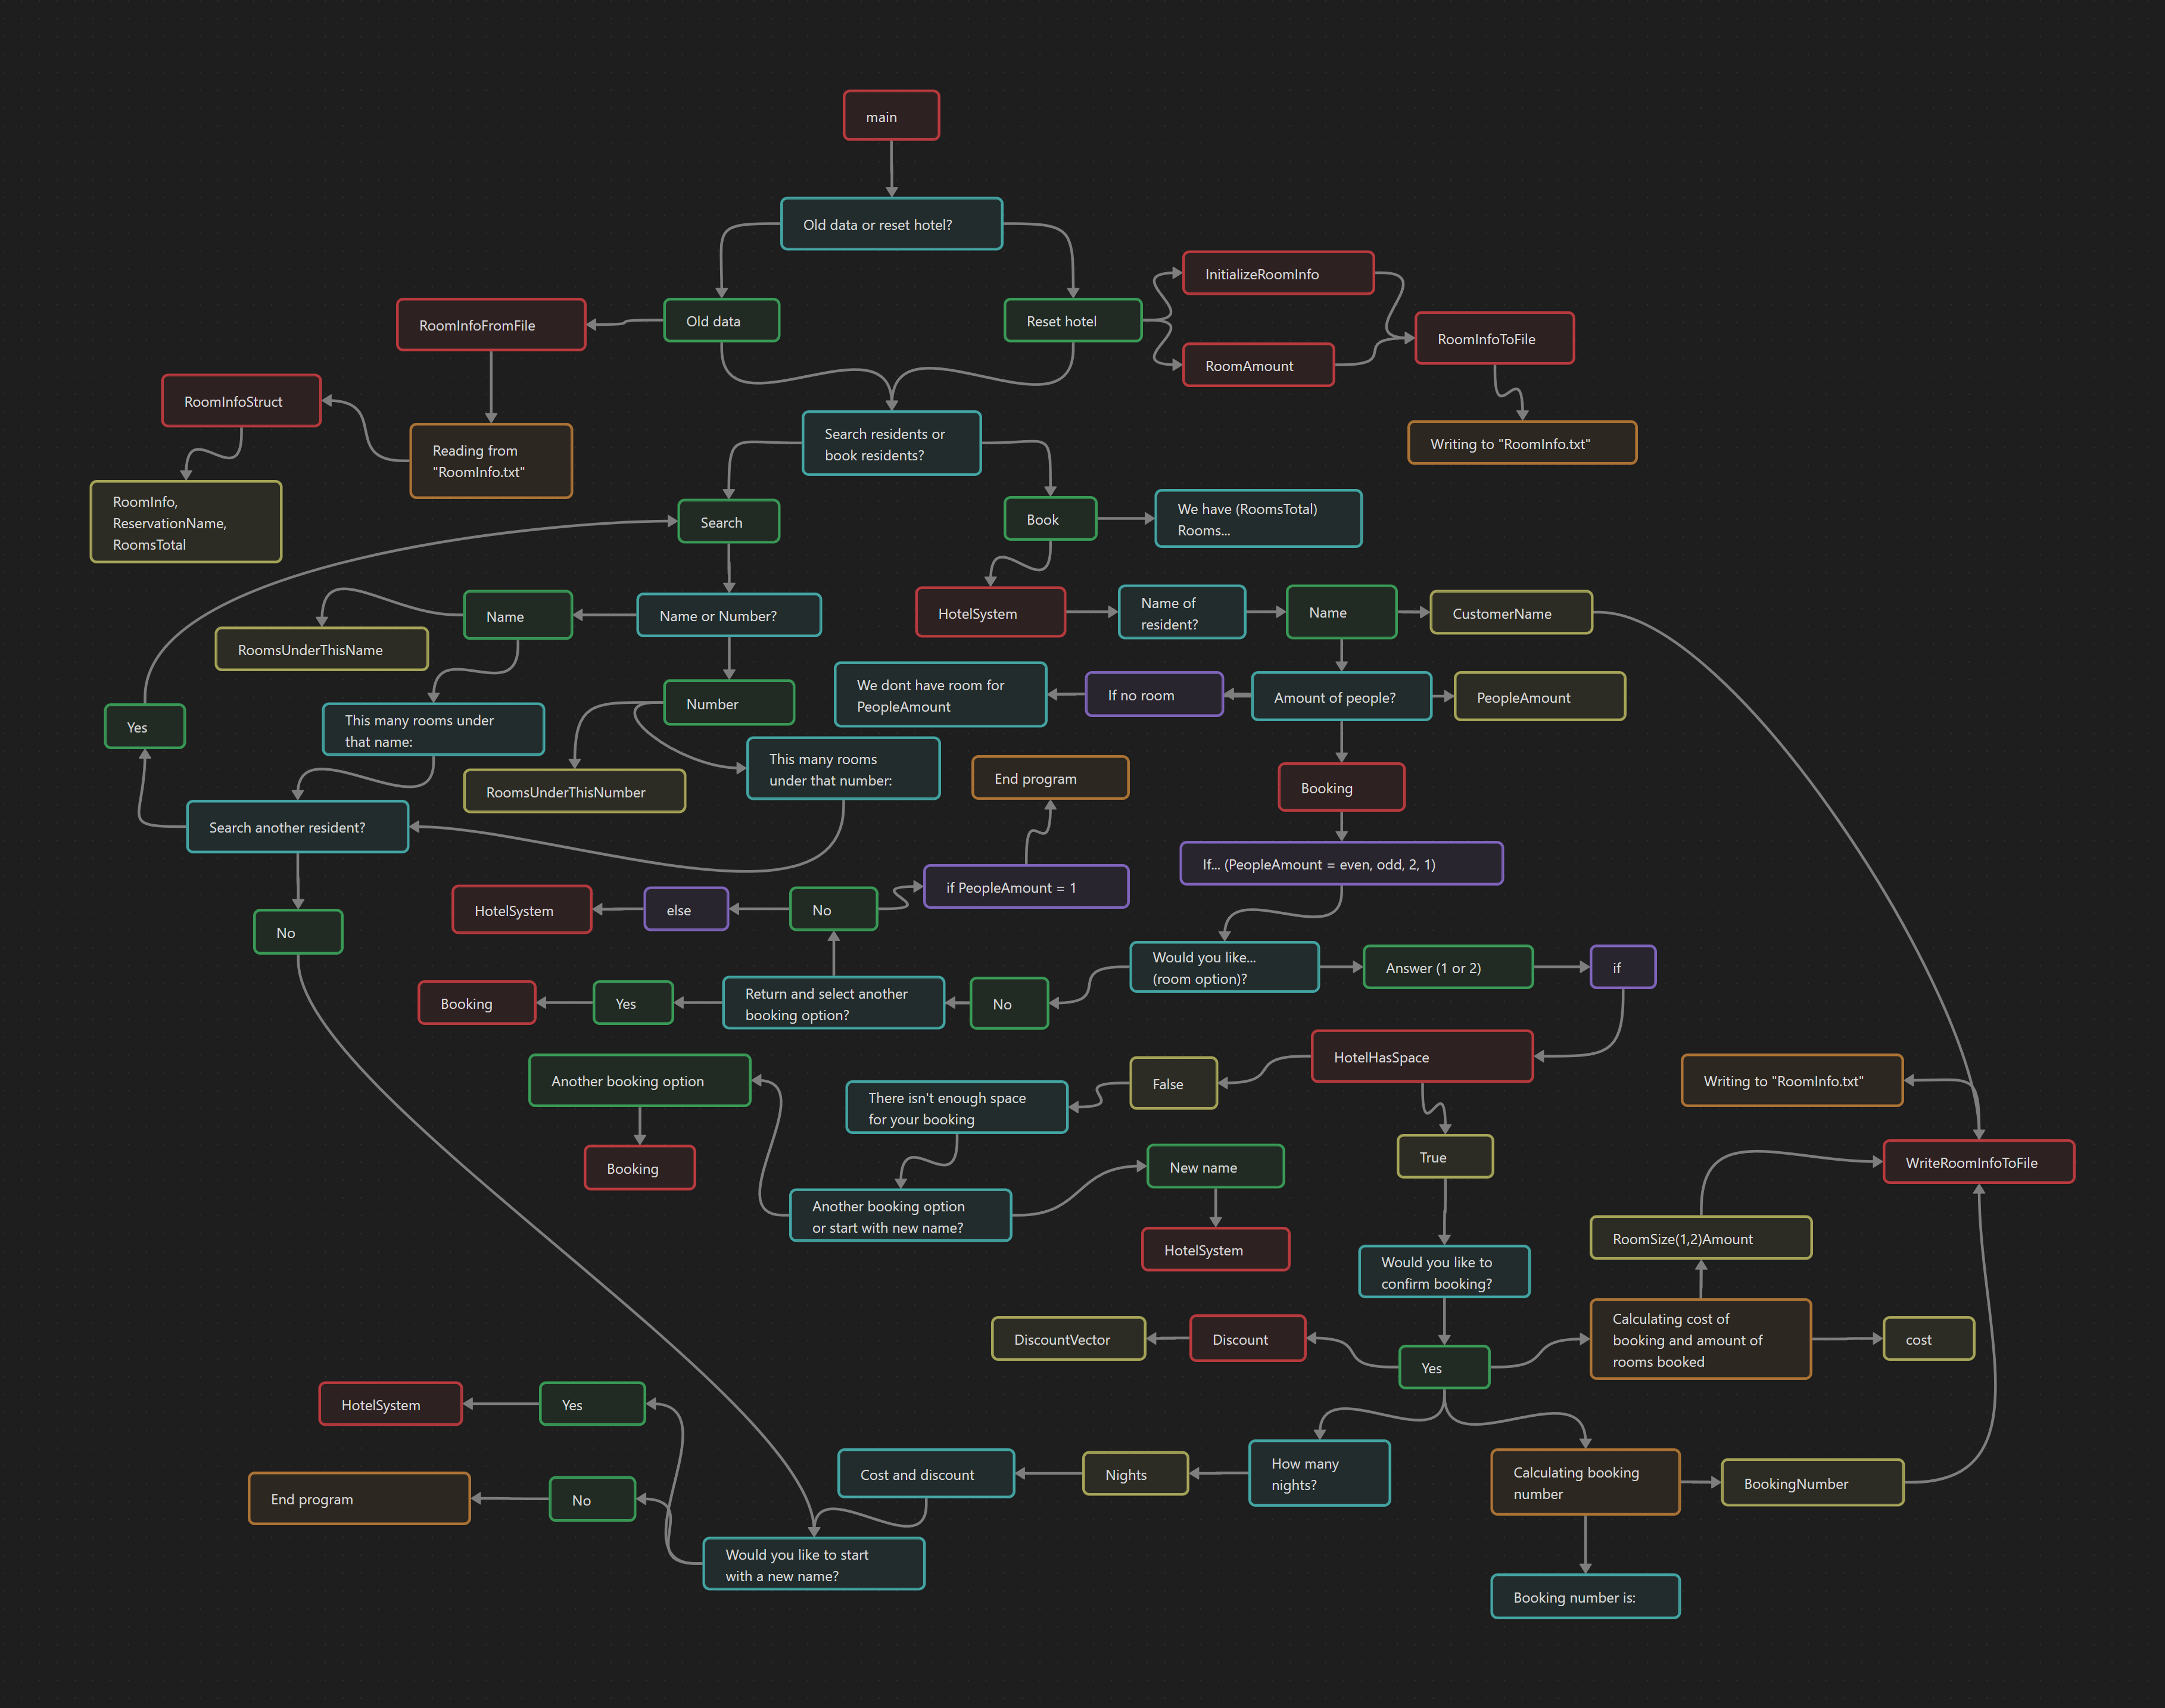 main
Old data or reset hotel?
InitializeRoomInfo
RoomInfoFromFile
Old data
Reset hotel
RoomInfoToFile
RoomAmount
RoomInfoStruct
Search residents or
book residents?
Writing to "RoomInfo.txt"
Reading from
"RoomInfo.txt"
RoomInfo,
ReservationName,
RoomsTotal
Search
Book
We have (RoomsTotal)
Rooms...
Name
Name or Number?
HotelSystem
Name of
resident?
Name
CustomerName
RoomsUnderThisName
Number
We dont have room for
PeopleAmount
If no room
Amount of people?
PeopleAmount
Yes
This many rooms under
that name:
This many rooms
under that number:
End program
Booking
RoomsUnderThisNumber
Search another resident?
If... (PeopleAmount = even, odd, 2, 1)
HotelSystem
else
No
if PeopleAmount = 1
No
Would you like...
(room option)?
Answer (1 or 2)
if
Booking
Yes
Return and select another
booking option?
No
HotelHasSpace
Another booking option
There isn't enough space
for your booking
False
Writing to "RoomInfo.txt"
Booking
New name
True
WriteRoomInfoToFile
Another booking option
or start with new name?
HotelSystem
RoomSize(1,2)Amount
Would you like to
confirm booking?
DiscountVector
Discount
Yes
Calculating cost of
booking and amount of
rooms booked
cost
HotelSystem
Yes
Cost and discount
Nights
How many
nights?
Calculating booking
number
BookingNumber
End program
No
Would you like to start
with a new name?
Booking number is: